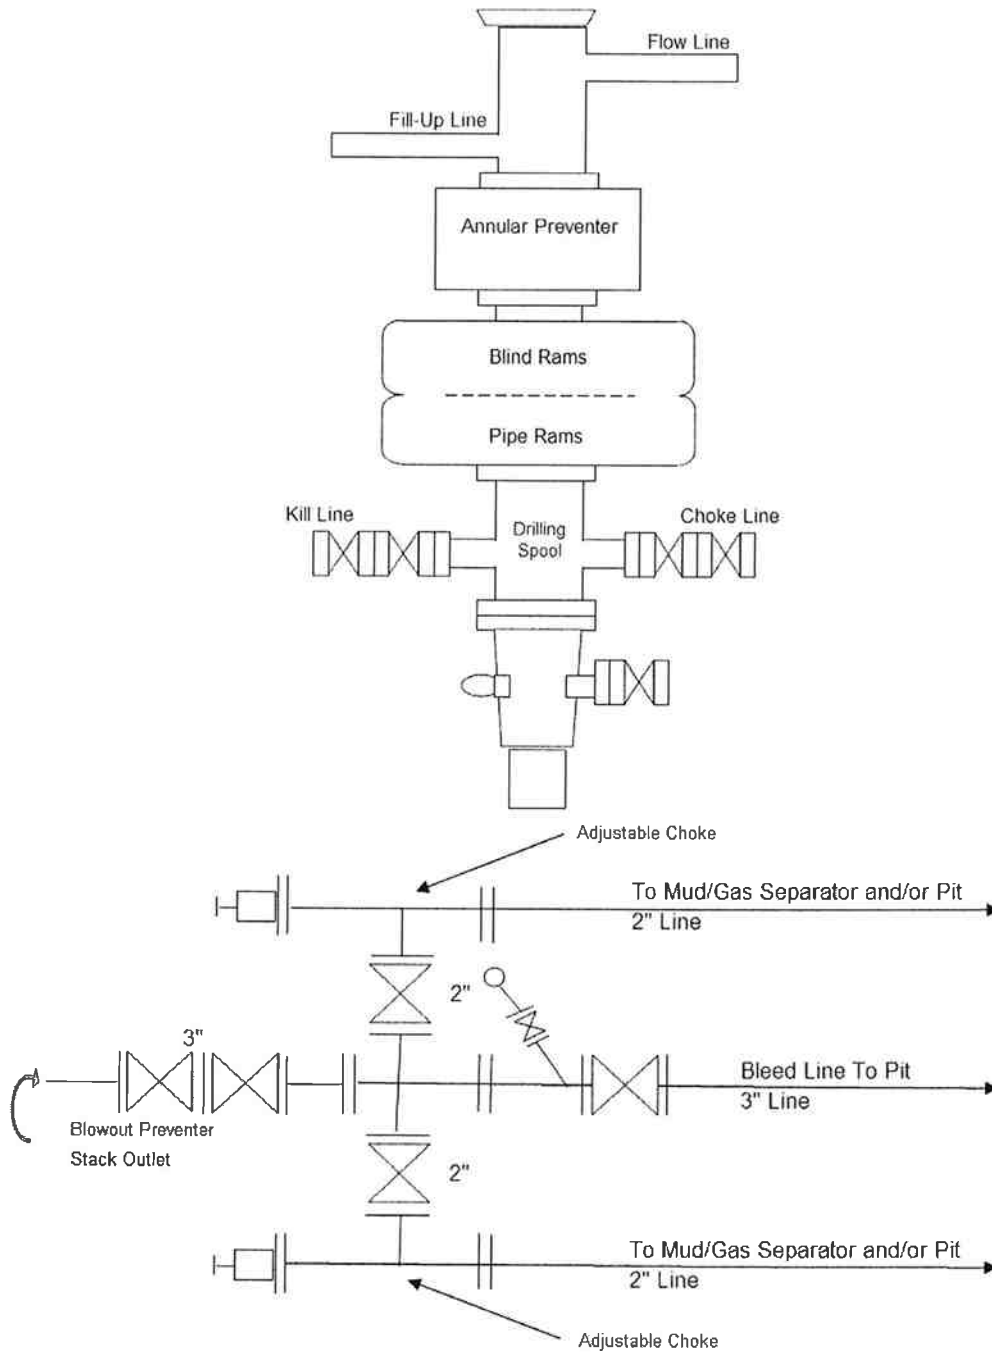 Flow Line
Fill-Up Line
Annular Preventer
Blind Rams
Pipe Rams
Kill Line
Drilling
Spool
Choke Line
Adjustable Choke
To Mud/Gas Separator and/or Pit
2" Line
2"
3"
Bleed Line To Pit
3" Line
Blowout Preventer
Stack Outlet
2"
To Mud/Gas Separator and/or Pit
2" Line
Adjustable Choke